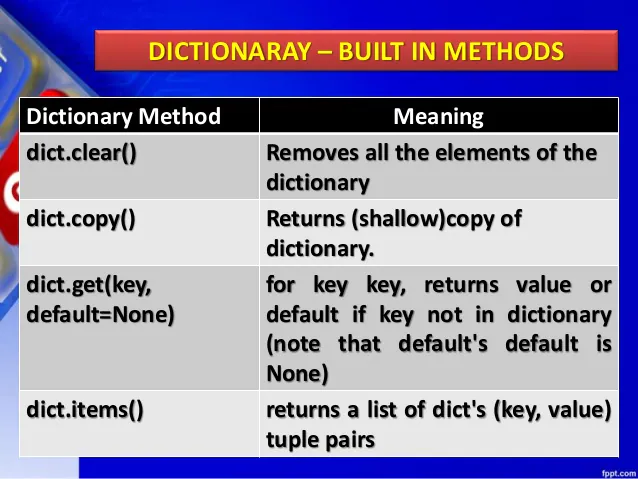 DICTIONARAY – BUILT IN METHODS
Dictionary Method Meaning
dict.clear() Removes all the elements of the
dictionary
dict.copy() Returns (shallow)copy of
dictionary.
dict.get(key, for key key, returns value or
default=None) default if key not in dictionary
(note that default's default is
None)
dict.items() returns a list of dict's (key, value)
tuple pairs
fppt.com